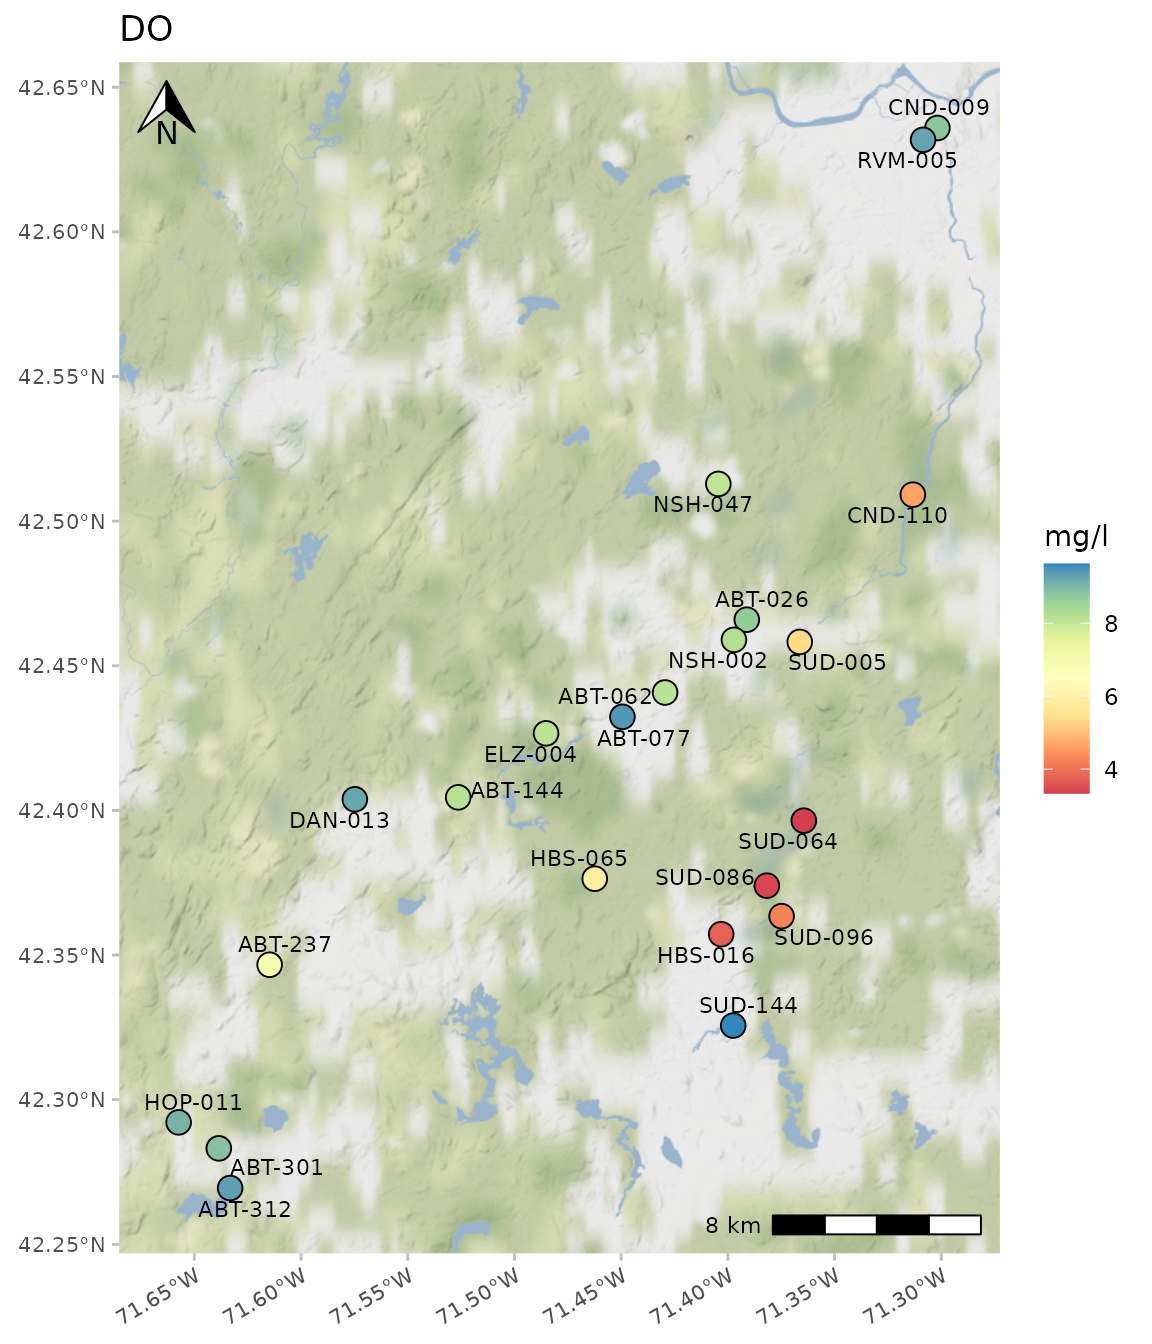 DO
42.65°N
42.60°N
42.55°N
42.50°N
42.45°N
42.40°N
42.35°N
42.30°N
42.25°N
N
CND-009
RVM-005
NSH-047
CND-110
ABT-026
NSH-002
SUD-005
ABT-062
ABT-077
ELZ-004
ABT-144
DAN-013
SUD-064
HBS-065
SUD-086
SUD-096
ABT-237
HBS-016
SUD-144
HOP-011
ABT-301
ABT-312
8 km
mg/l
8
6
4
71.65°W
71.60°W
71.55°W
71.50°W
71.45°W
71.40°W
71.35°W
71.30°W